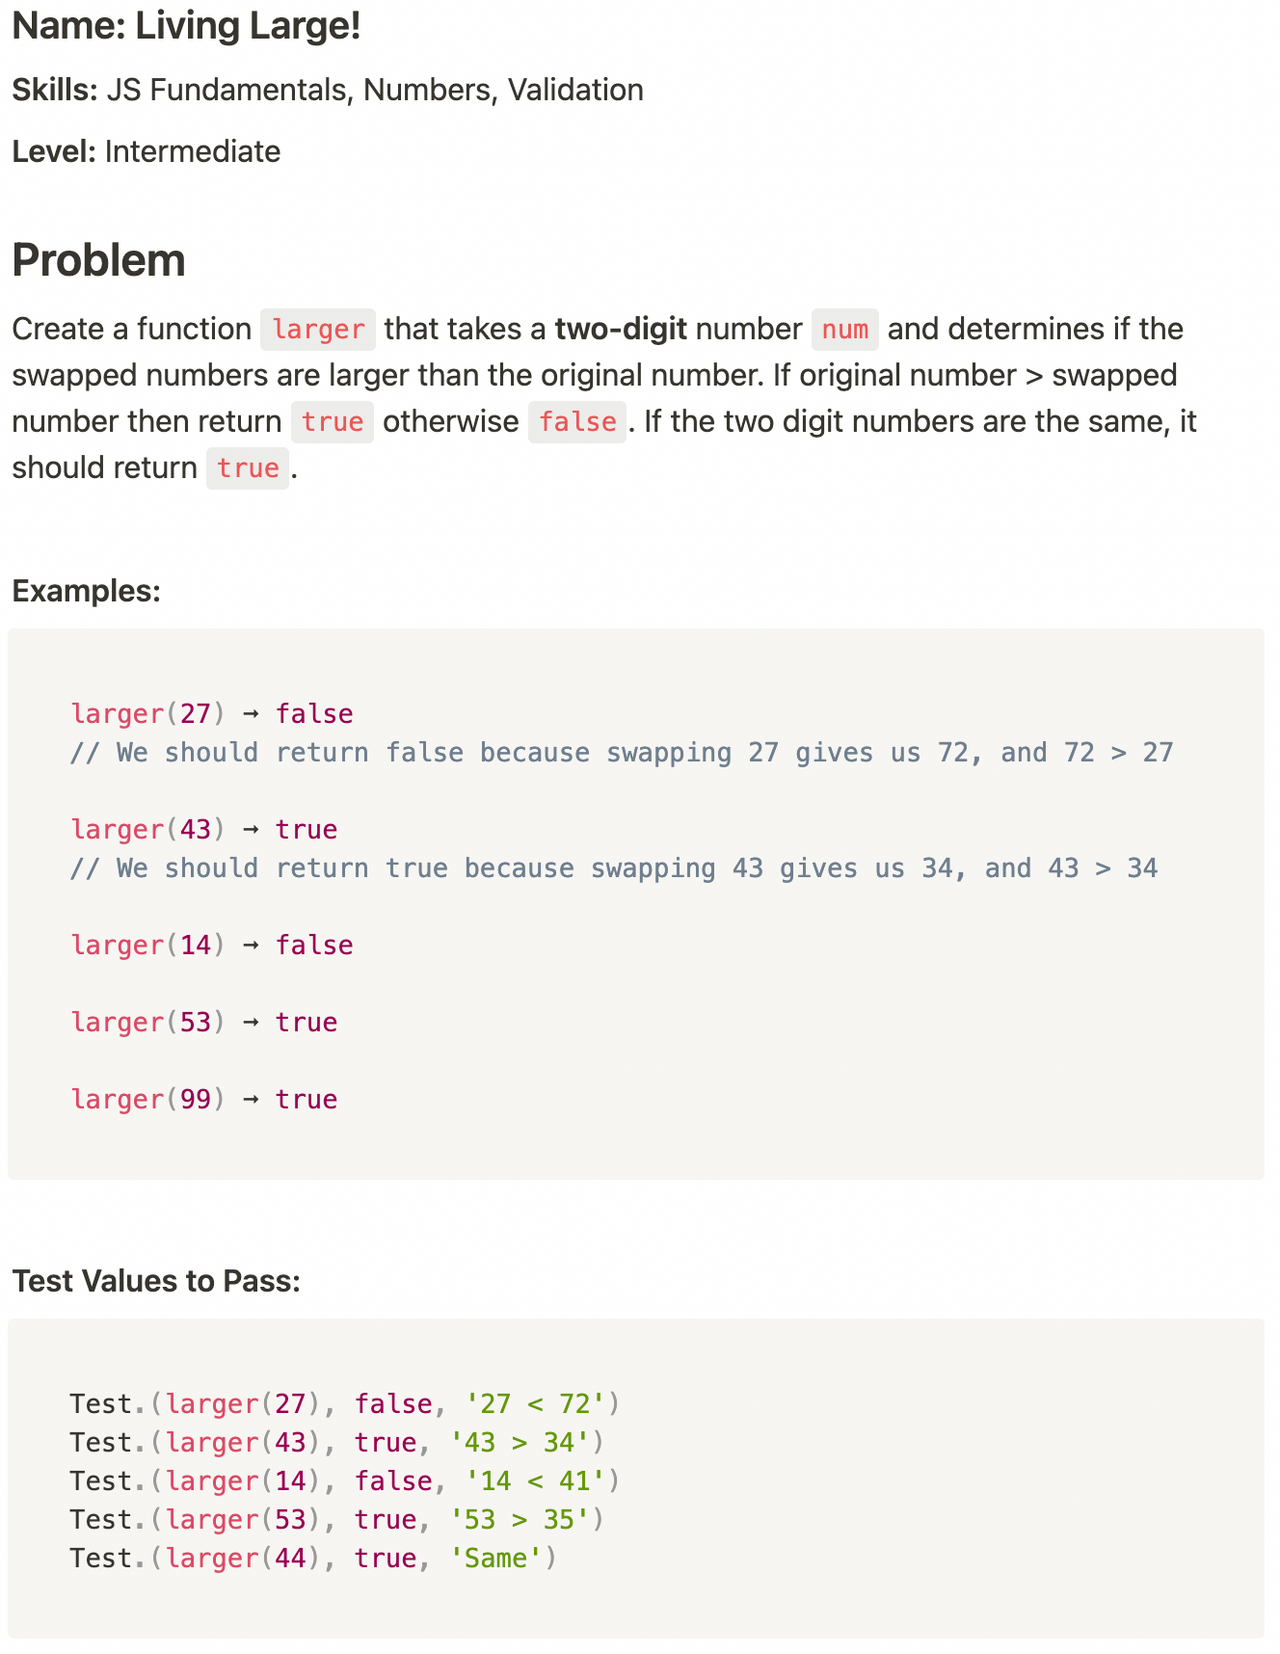 Name: Living Large!
Skills: JS Fundamentals, Numbers, Validation
Level: Intermediate
Problem
Create a function larger that takes a two-digit number num and determines if the
swapped numbers are larger than the original number. If original number > swapped
number then return true otherwise false. If the two digit numbers are the same, it
should return true.
Examples:
larger(27) → false
// We should return false because swapping 27 gives us 72, and 72 > 27
larger(43) → true
// We should return true because swapping 43 gives us 34, and 43 > 34
larger(14) → false
larger(53) → true
larger(99) → true
Test Values to Pass:
Test.(larger(27), false, '27 < 72')
Test.(larger(43), true, '43 > 34')
Test.(larger(14), false, '14 < 41')
Test.(larger(53), true, '53 > 35')
Test.(larger(44), true, 'Same')